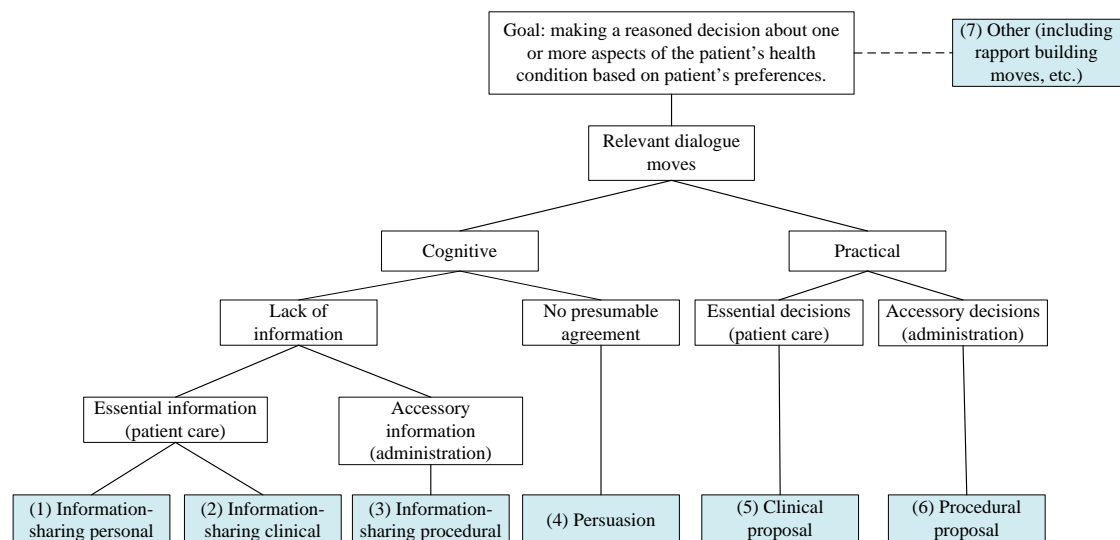 Goal: making a reasoned decision about one
or more aspects of the patient's health
condition based on patient's preferences.
(7) Other (including
rapport building
moves, etc.)
Relevant dialogue
moves
Cognitive
Practical
Lack of
information
No presumable
agreement
Essential decisions
(patient care)
Accessory decisions
(administration)
Essential information
(patient care)
Accessory
information
(administration)
(1) Information-
sharing personal
(2) Information-
sharing clinical
(3) Information-
sharing procedural
(4) Persuasion
(5) Clinical
proposal
(6) Procedural
proposal